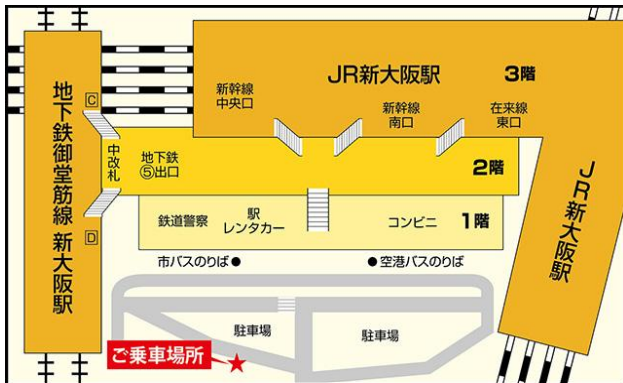 JR新大阪駅
3階
新幹線
中央口
新幹線
南口
在来線
東口
地下鉄御堂筋線 新大阪駅
C
中改札
地下鉄
⑤出口
2階
JR新大阪駅
D
鉄道警察
駅
レンタカー
コンビニ
1階
市バスのりば
空港バスのりば
駐車場
駐車場
ご乗車場所